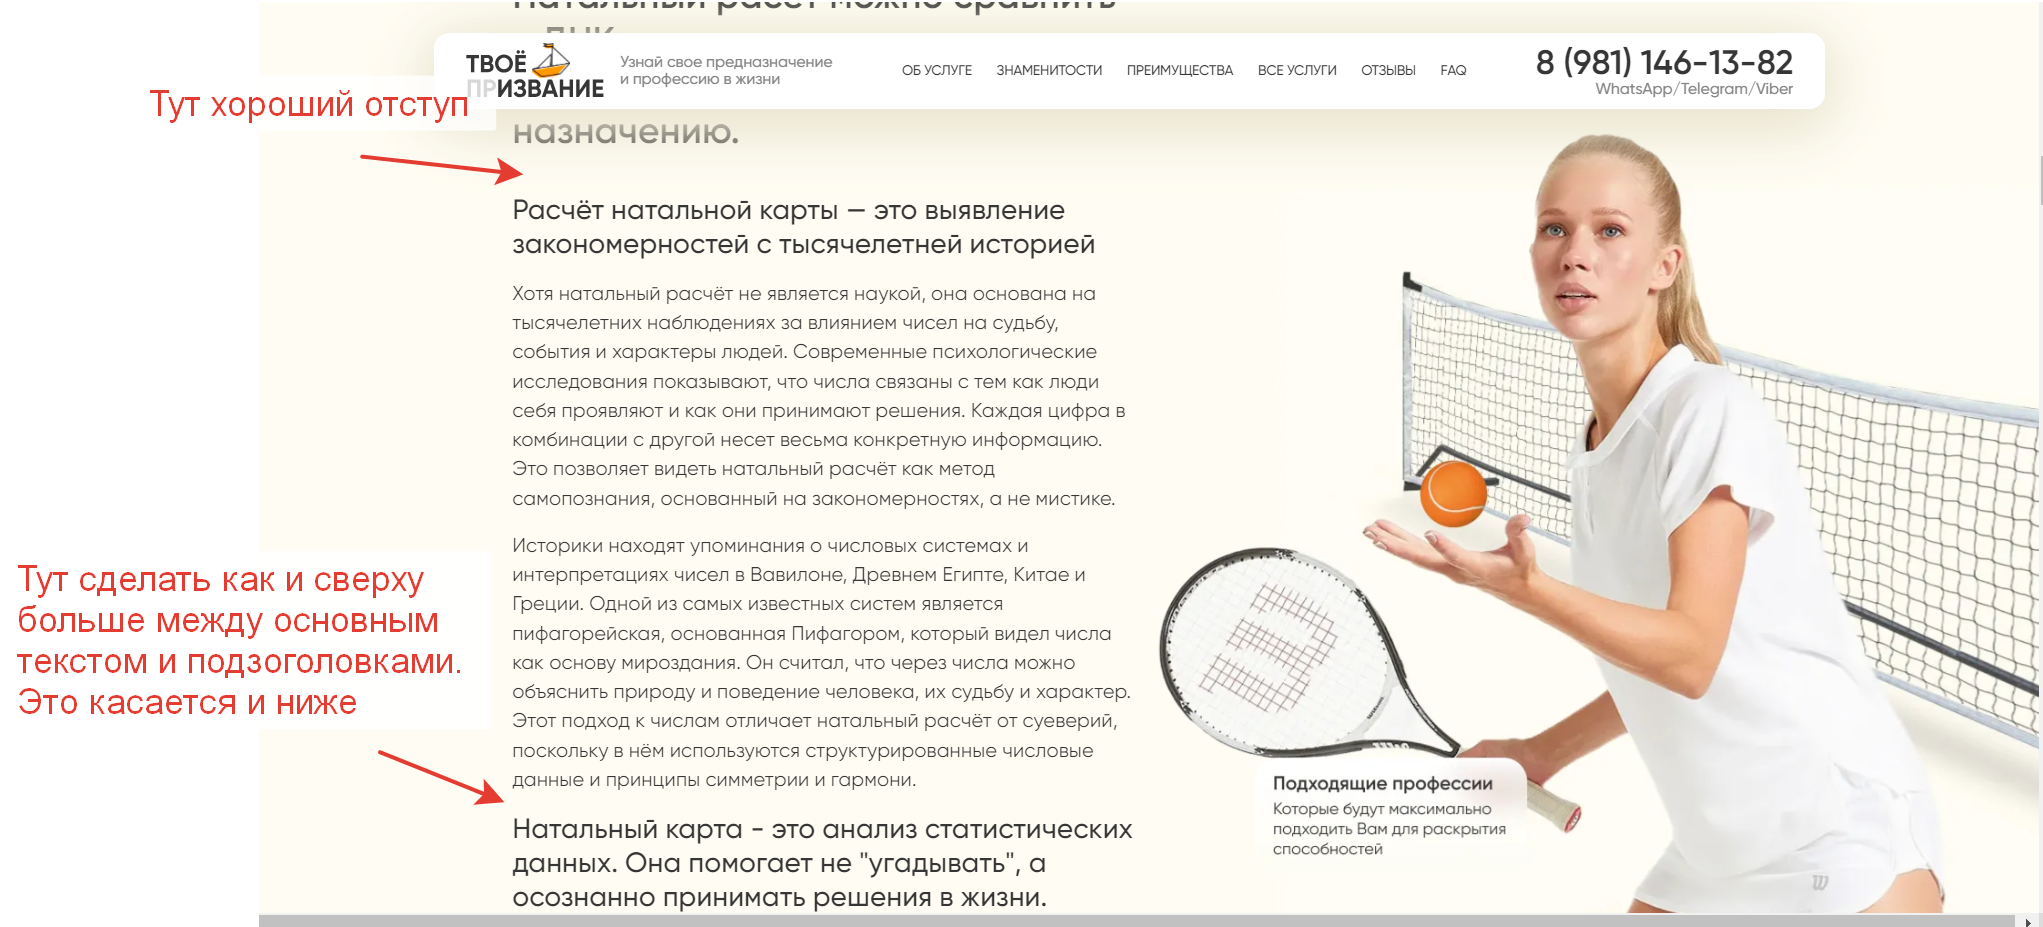 Натальный расёт можно сравнить
с ДНК
ТВОЁ
ПРИЗВАНИЕ
Узнай свое предназначение
и профессию в жизни
ОБ УСЛУГЕ
ЗНАМЕНИТОСТИ
ПРЕИМУЩЕСТВА
ВСЕ УСЛУГИ
ОТЗЫВЫ
FAQ
8 (981) 146-13-82
WhatsApp/Telegram/Viber
Тут хороший отступ
назначению.
Расчёт натальной карты — это выявление
закономерностей с тысячелетней историей
Хотя натальный расчёт не является наукой, она основана на
тысячелетних наблюдениях за влиянием чисел на судьбу,
события и характеры людей. Современные психологические
исследования показывают, что числа связаны с тем как люди
себя проявляют и как они принимают решения. Каждая цифра в
комбинации с другой несет весьма конкретную информацию.
Это позволяет видеть натальный расчёт как метод
самопознания, основанный на закономерностях, а не мистике.
Историки находят упоминания о числовых системах и
интерпретациях чисел в Вавилоне, Древнем Египте, Китае и
Греции. Одной из самых известных систем является
пифагорейская, основанная Пифагором, который видел числа
как основу мироздания. Он считал, что через числа можно
объяснить природу и поведение человека, их судьбу и характер.
Этот подход к числам отличает натальный расчёт от суеверий,
поскольку в нём используются структурированные числовые
данные и принципы симметрии и гармони.
Тут сделать как и сверху
больше между основным
текстом и подзоголовками.
Это касается и ниже
Натальный карта - это анализ статистических
данных. Она помогает не "угадывать", а
осознанно принимать решения в жизни.
Подходящие профессии
Которые будут максимально
подходить Вам для раскрытия
способностей
W